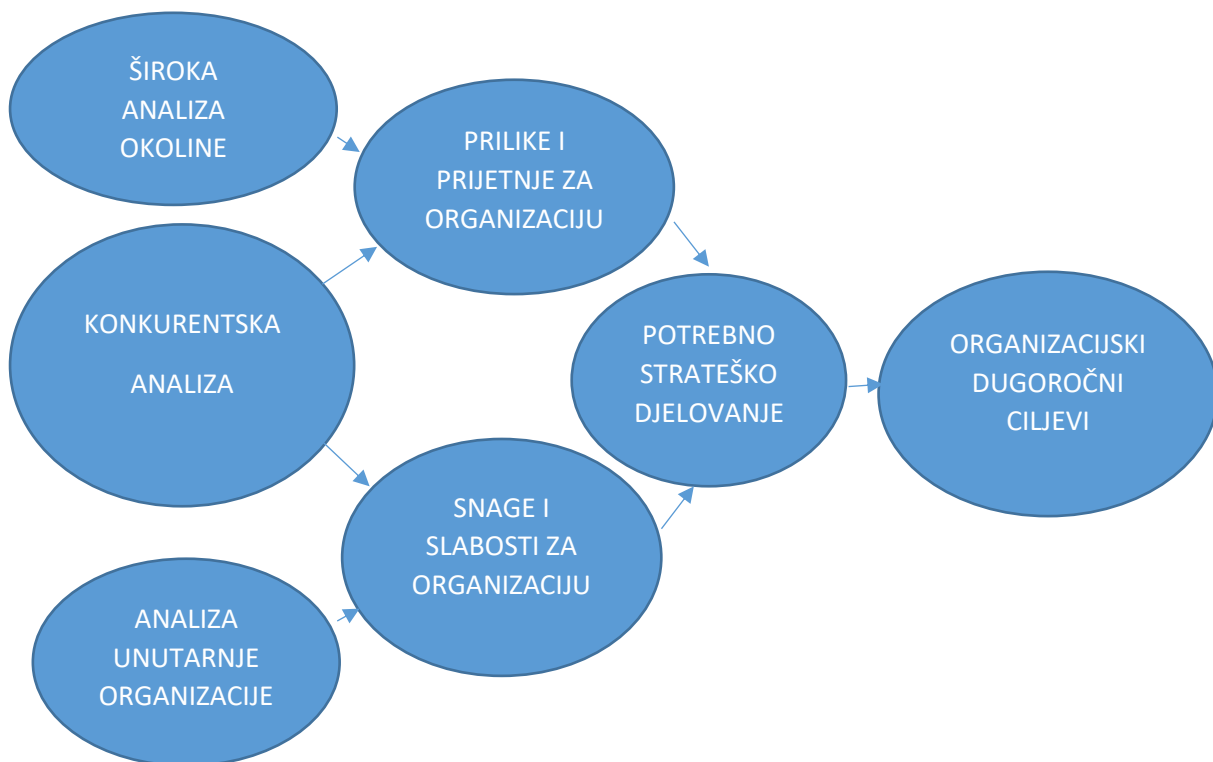 ŠIROKA
ANALIZA
OKOLINE
PRILIKE I
PRIJETNJE ZA
ORGANIZACIJU
KONKURENTSKA
ANALIZA
POTREBNO
STRATEŠKO
DJELOVANJE
ORGANIZACIJSKI
DUGOROČNI
CILJEVI
SNAGE I
SLABOSTI ZA
ORGANIZACIJU
ANALIZA
UNUTARNJE
ORGANIZACIJE